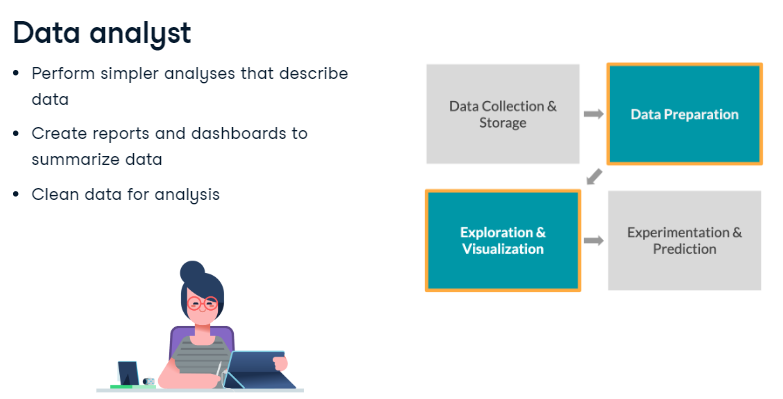 Data analyst
• Perform simpler analyses that describe
data
• Create reports and dashboards to
summarize data
• Clean data for analysis
Data Collection &
Storage
Data Preparation
Exploration &
Visualization
Experimentation &
Prediction